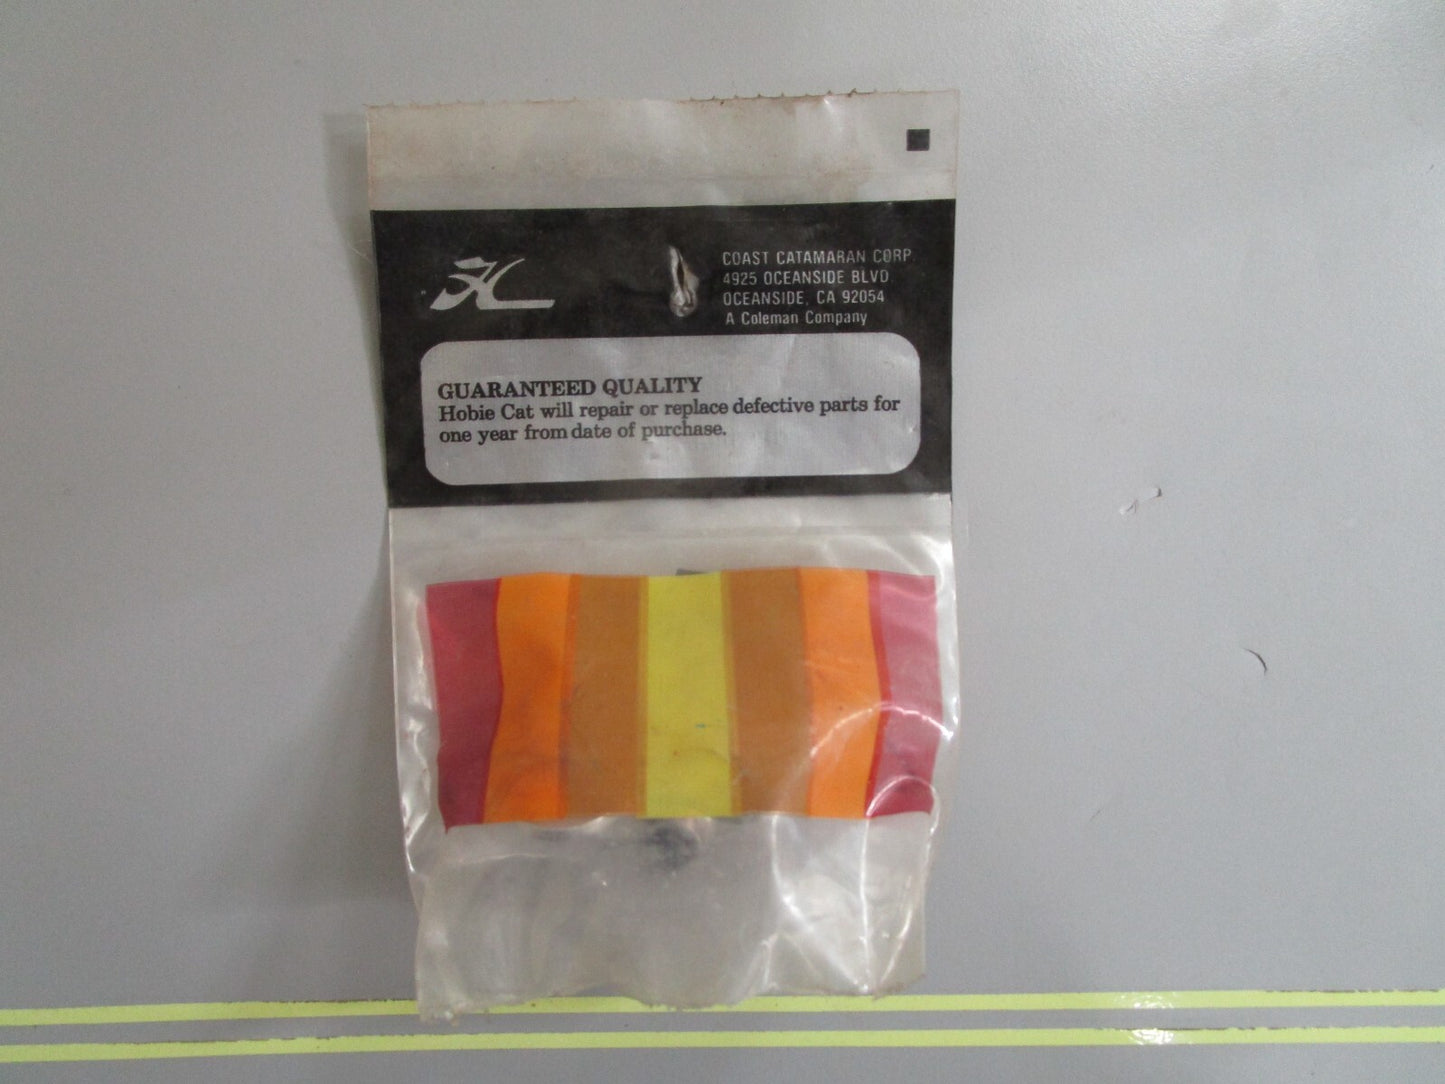 COAST CATAMARAN CORP.
4925 OCEANSIDE BLVD.
OCEANSIDE, CA 92054
A Coleman Company
GUARANTEED QUALITY
Hobie Cat will repair or replace defective parts for
one year from date of purchase.